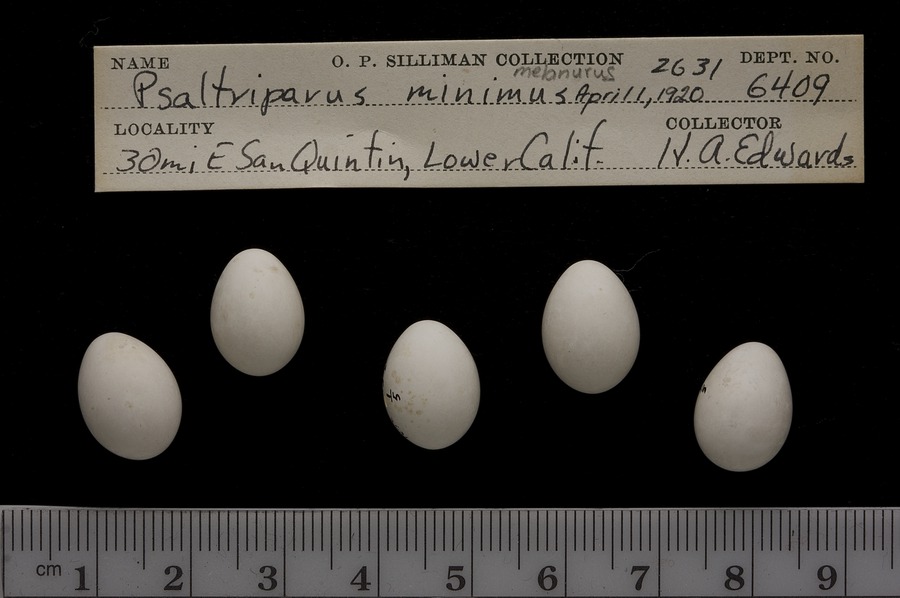 NAME O. P. SILLIMAN COLLECTION 2631 DEPT. NO.
melanurus
Psaltriparus minimus April 1, 1920 6409
LOCALITY COLLECTOR
30 mi E San Quintin, Lower Calif. H. A. Edwards
cm 1 2 3 4 5 6 7 8 9